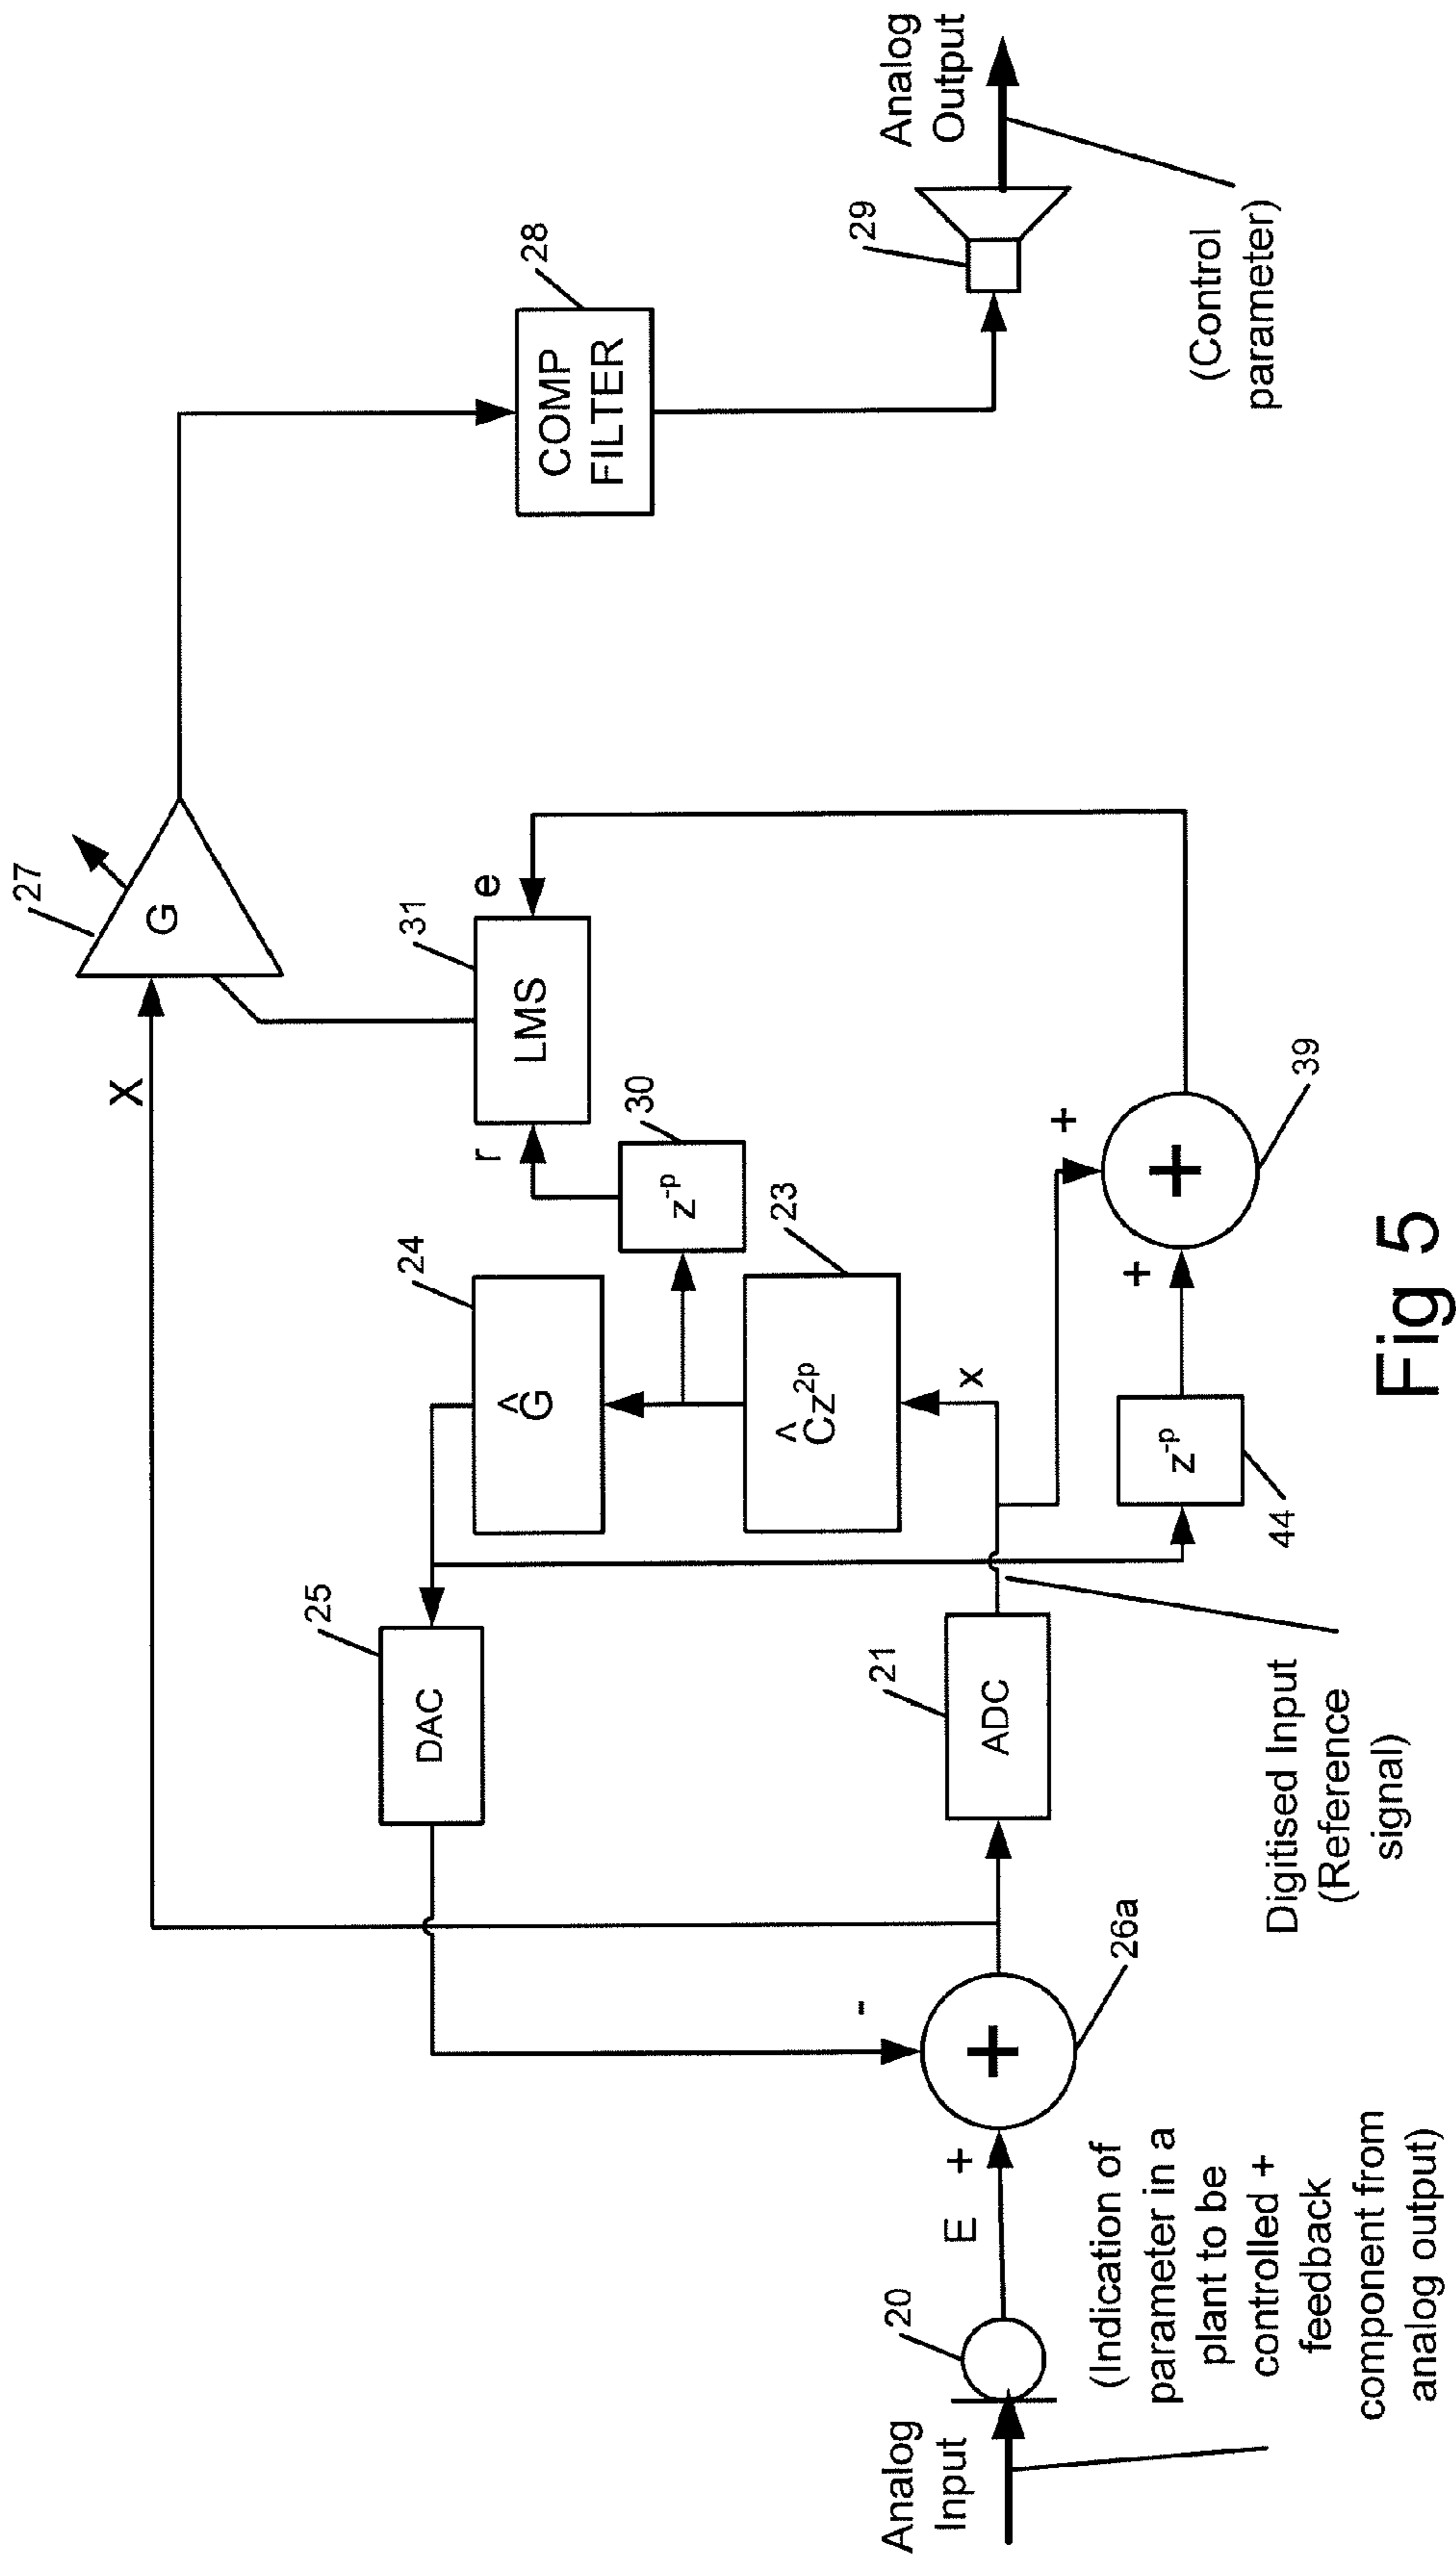 27
G
X
28
COMP
FILTER
25
DAC
24
ĜG
30
z⁻ᵖ
r
31
LMS
e
29
Analog
Output
(Control
parameter)
23
Ĉz²ᵖ
x
21
ADC
-
26a
+
E +
20
Analog
Input
(Indication of
parameter in a
plant to be
controlled +
feedback
component from
analog output)
Digitised Input
(Reference
signal)
44
z⁻ᵖ
+
+
+
39
Fig 5